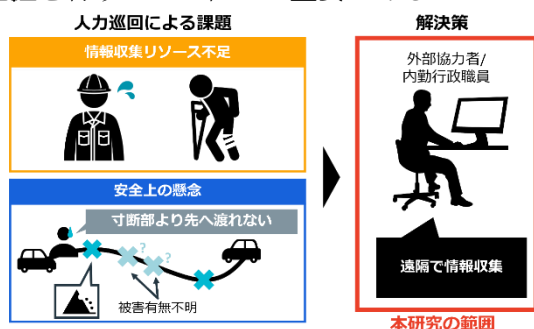 人力巡回による課題
情報収集リソース不足
安全上の懸念
寸断部より先へ渡れない
?
?
被害有無不明
解決策
外部協力者/
内勤行政職員
遠隔で情報収集
本研究の範囲